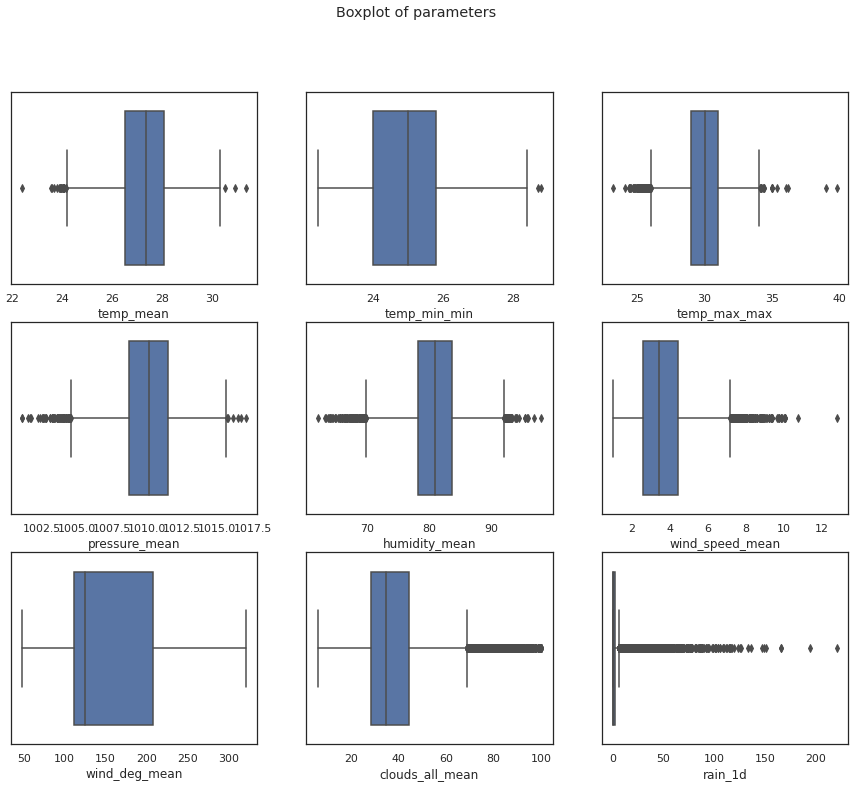 Boxplot of parameters
22 24 26 28 30
temp_mean
24 26 28
temp_min_min
25 30 35 40
temp_max_max
1002.5 1005.0 1007.5 1010.0 1012.5 1015.0 1017.5
pressure_mean
70 80 90
humidity_mean
2 4 6 8 10 12
wind_speed_mean
50 100 150 200 250 300
wind_deg_mean
20 40 60 80 100
clouds_all_mean
0 50 100 150 200
rain_1d